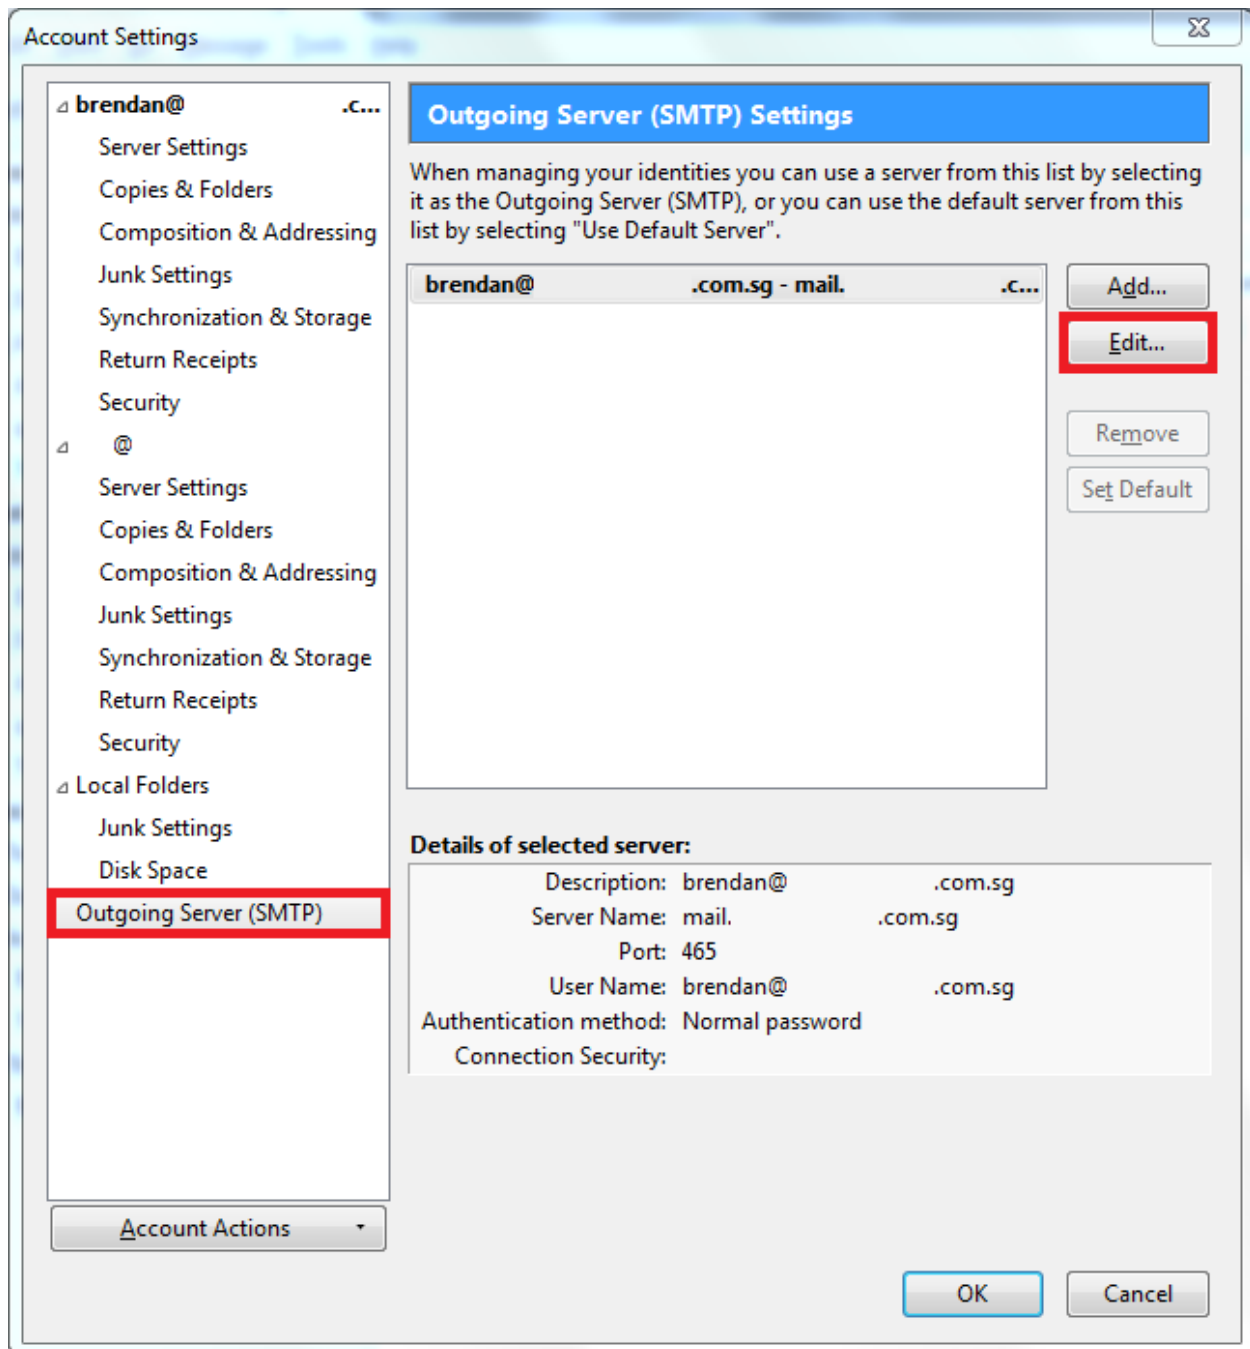 Account Settings
brendan@ .c...
Server Settings
Copies & Folders
Composition & Addressing
Junk Settings
Synchronization & Storage
Return Receipts
Security
@
Server Settings
Copies & Folders
Composition & Addressing
Junk Settings
Synchronization & Storage
Return Receipts
Security
Local Folders
Junk Settings
Disk Space
Outgoing Server (SMTP)
Account Actions
Outgoing Server (SMTP) Settings
When managing your identities you can use a server from this list by selecting
it as the Outgoing Server (SMTP), or you can use the default server from this
list by selecting "Use Default Server".
brendan@ .com.sg - mail. .c...
Add...
Edit...
Remove
Set Default
Details of selected server:
Description: brendan@ .com.sg
Server Name: mail. .com.sg
Port: 465
User Name: brendan@ .com.sg
Authentication method: Normal password
Connection Security:
OK
Cancel